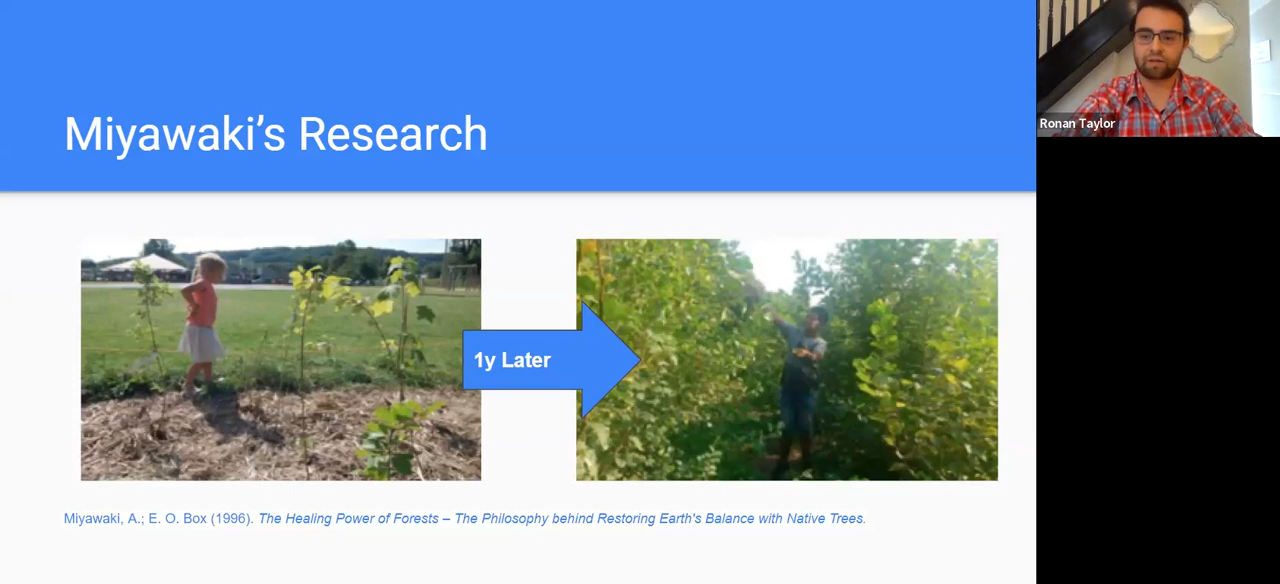 Miyawaki’s Research
Ronan Taylor
1y Later
Miyawaki, A.; E. O. Box (1996). The Healing Power of Forests – The Philosophy behind Restoring Earth's Balance with Native Trees.